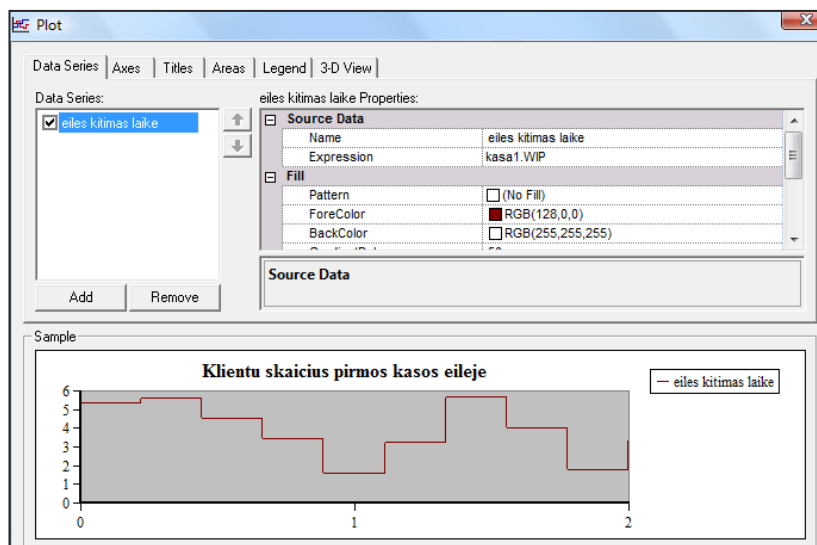 Plot
Data Series Axes Titles Areas Legend 3-D View
Data Series:
eiles kitimas laike
Add Remove
eiles kitimas laike Properties:
Source Data
Name eiles kitimas laike
Expression kasa1.WIP
Fill
Pattern (No Fill)
ForeColor RGB(128,0,0)
BackColor RGB(255,255,255)
Source Data
Sample
Klientu skaicius pirmos kasos eileje
6
5
4
3
2
1
0
0 1 2
eiles kitimas laike